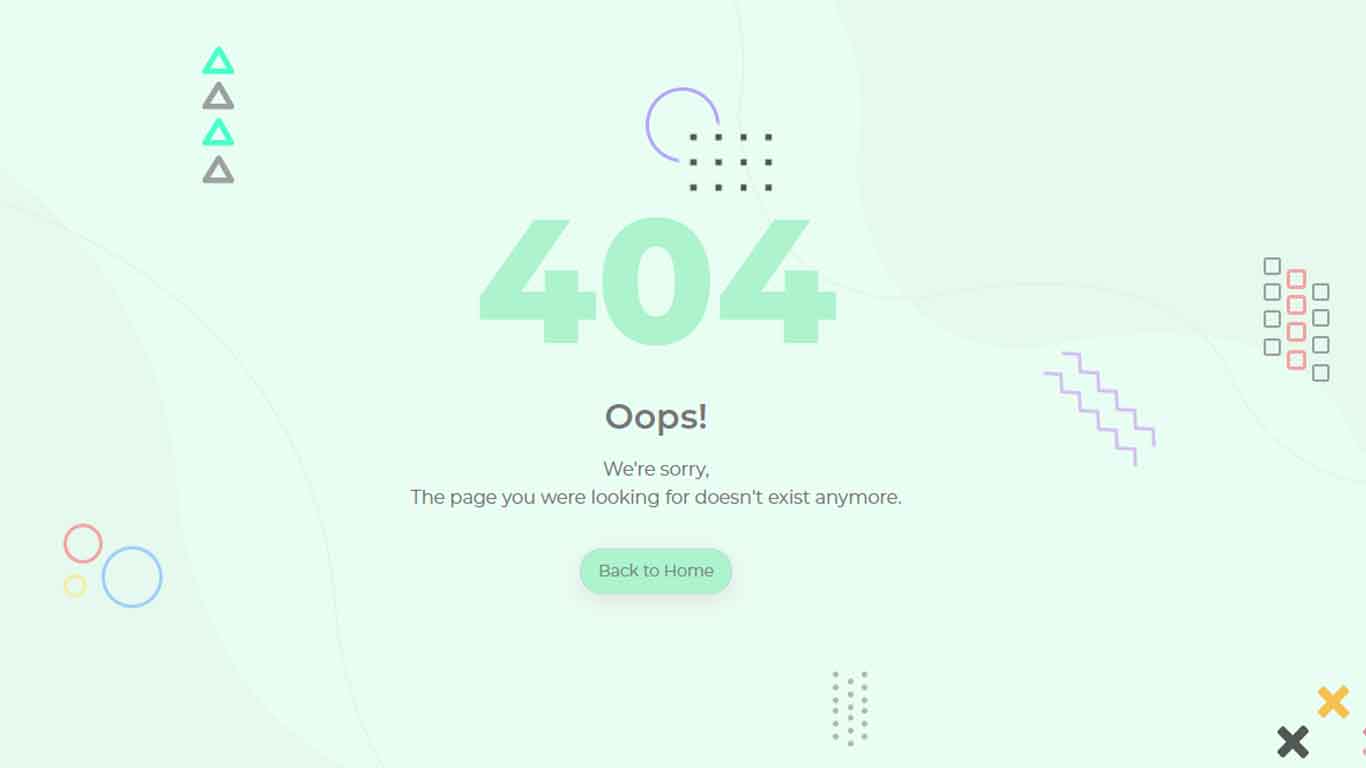 404
Oops!
We're sorry,
The page you were looking for doesn't exist anymore.
Back to Home